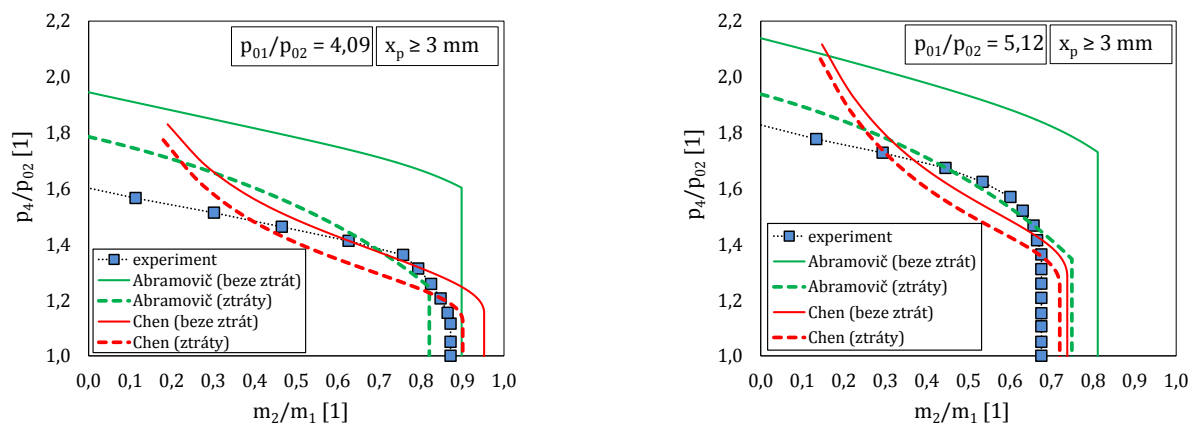 p₀₁/p₀₂ = 4,09
xₚ ≥ 3 mm
2,2
2,0
1,8
1,6
1,4
1,2
1,0
p₄/p₀₂ [1]
experiment
Abramovič (beze ztrát)
Abramovič (ztráty)
Chen (beze ztrát)
Chen (ztráty)
0,0 0,1 0,2 0,3 0,4 0,5 0,6 0,7 0,8 0,9 1,0
m₂/m₁ [1]
p₀₁/p₀₂ = 5,12
xₚ ≥ 3 mm
2,2
2,0
1,8
1,6
1,4
1,2
1,0
p₄/p₀₂ [1]
experiment
Abramovič (beze ztrát)
Abramovič (ztráty)
Chen (beze ztrát)
Chen (ztráty)
0,0 0,1 0,2 0,3 0,4 0,5 0,6 0,7 0,8 0,9 1,0
m₂/m₁ [1]